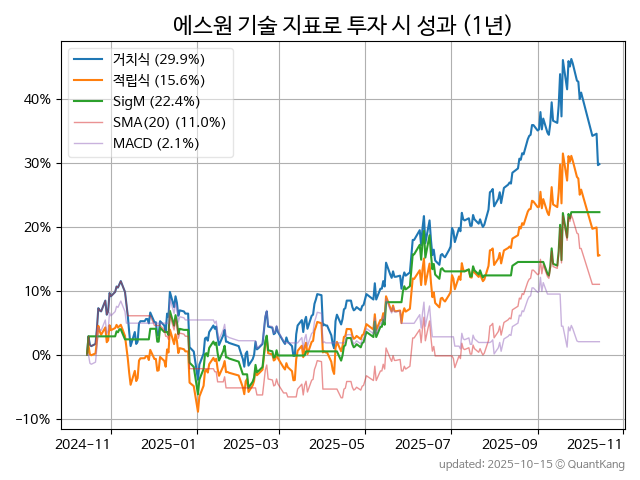 에스원 기술 지표로 투자 시 성과 (1년)
거치식 (29.9%)
적립식 (15.6%)
SigM (22.4%)
SMA(20) (11.0%)
MACD (2.1%)
40%
30%
20%
10%
0%
−10%
2024-11 2025-01 2025-03 2025-05 2025-07 2025-09 2025-11
updated: 2025-10-15 © QuantKang